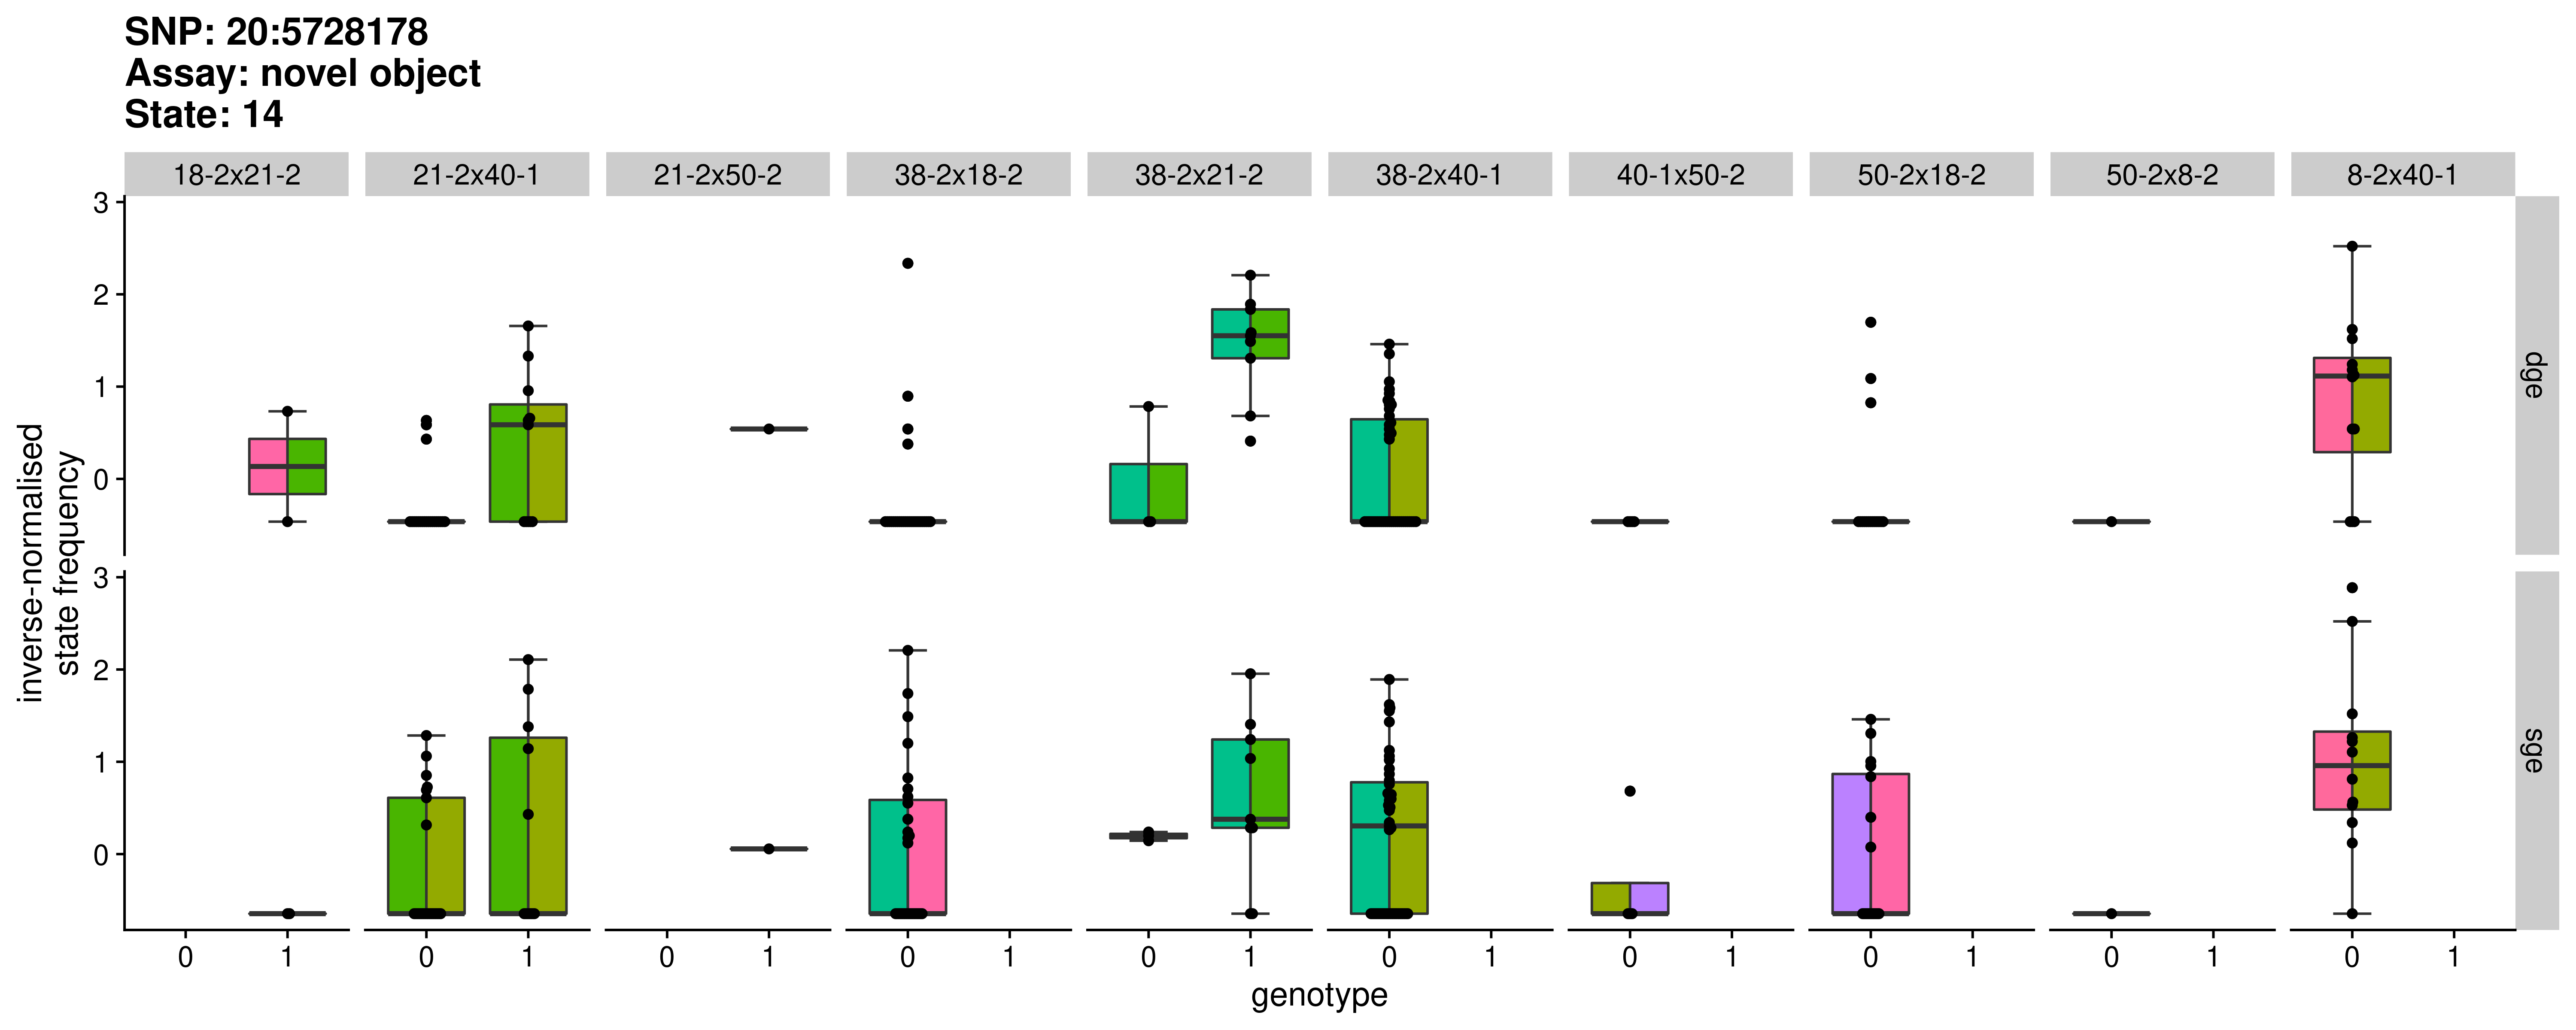 SNP: 20:5728178
Assay: novel object
State: 14
18-2x21-2 21-2x40-1 21-2x50-2 38-2x18-2 38-2x21-2 38-2x40-1 40-1x50-2 50-2x18-2 50-2x8-2 8-2x40-1
inverse-normalised
state frequency
3
2
1
0
dge
3
2
1
0
sge
0 1 0 1 0 1 0 1 0 1 0 1 0 1 0 1 0 1 0 1
genotype